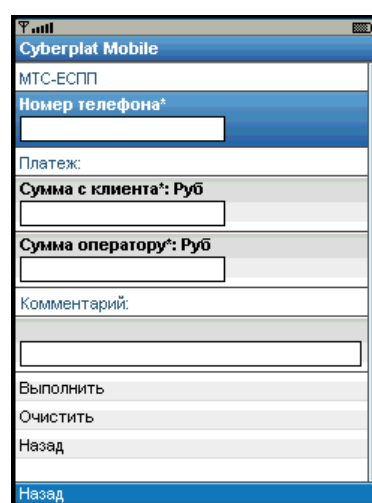 Cyberplat Mobile
МТС-ЕСПП
Номер телефона*
Платеж:
Сумма с клиента*: Руб
Сумма оператору*: Руб
Комментарий:
Выполнить
Очистить
Назад
Назад